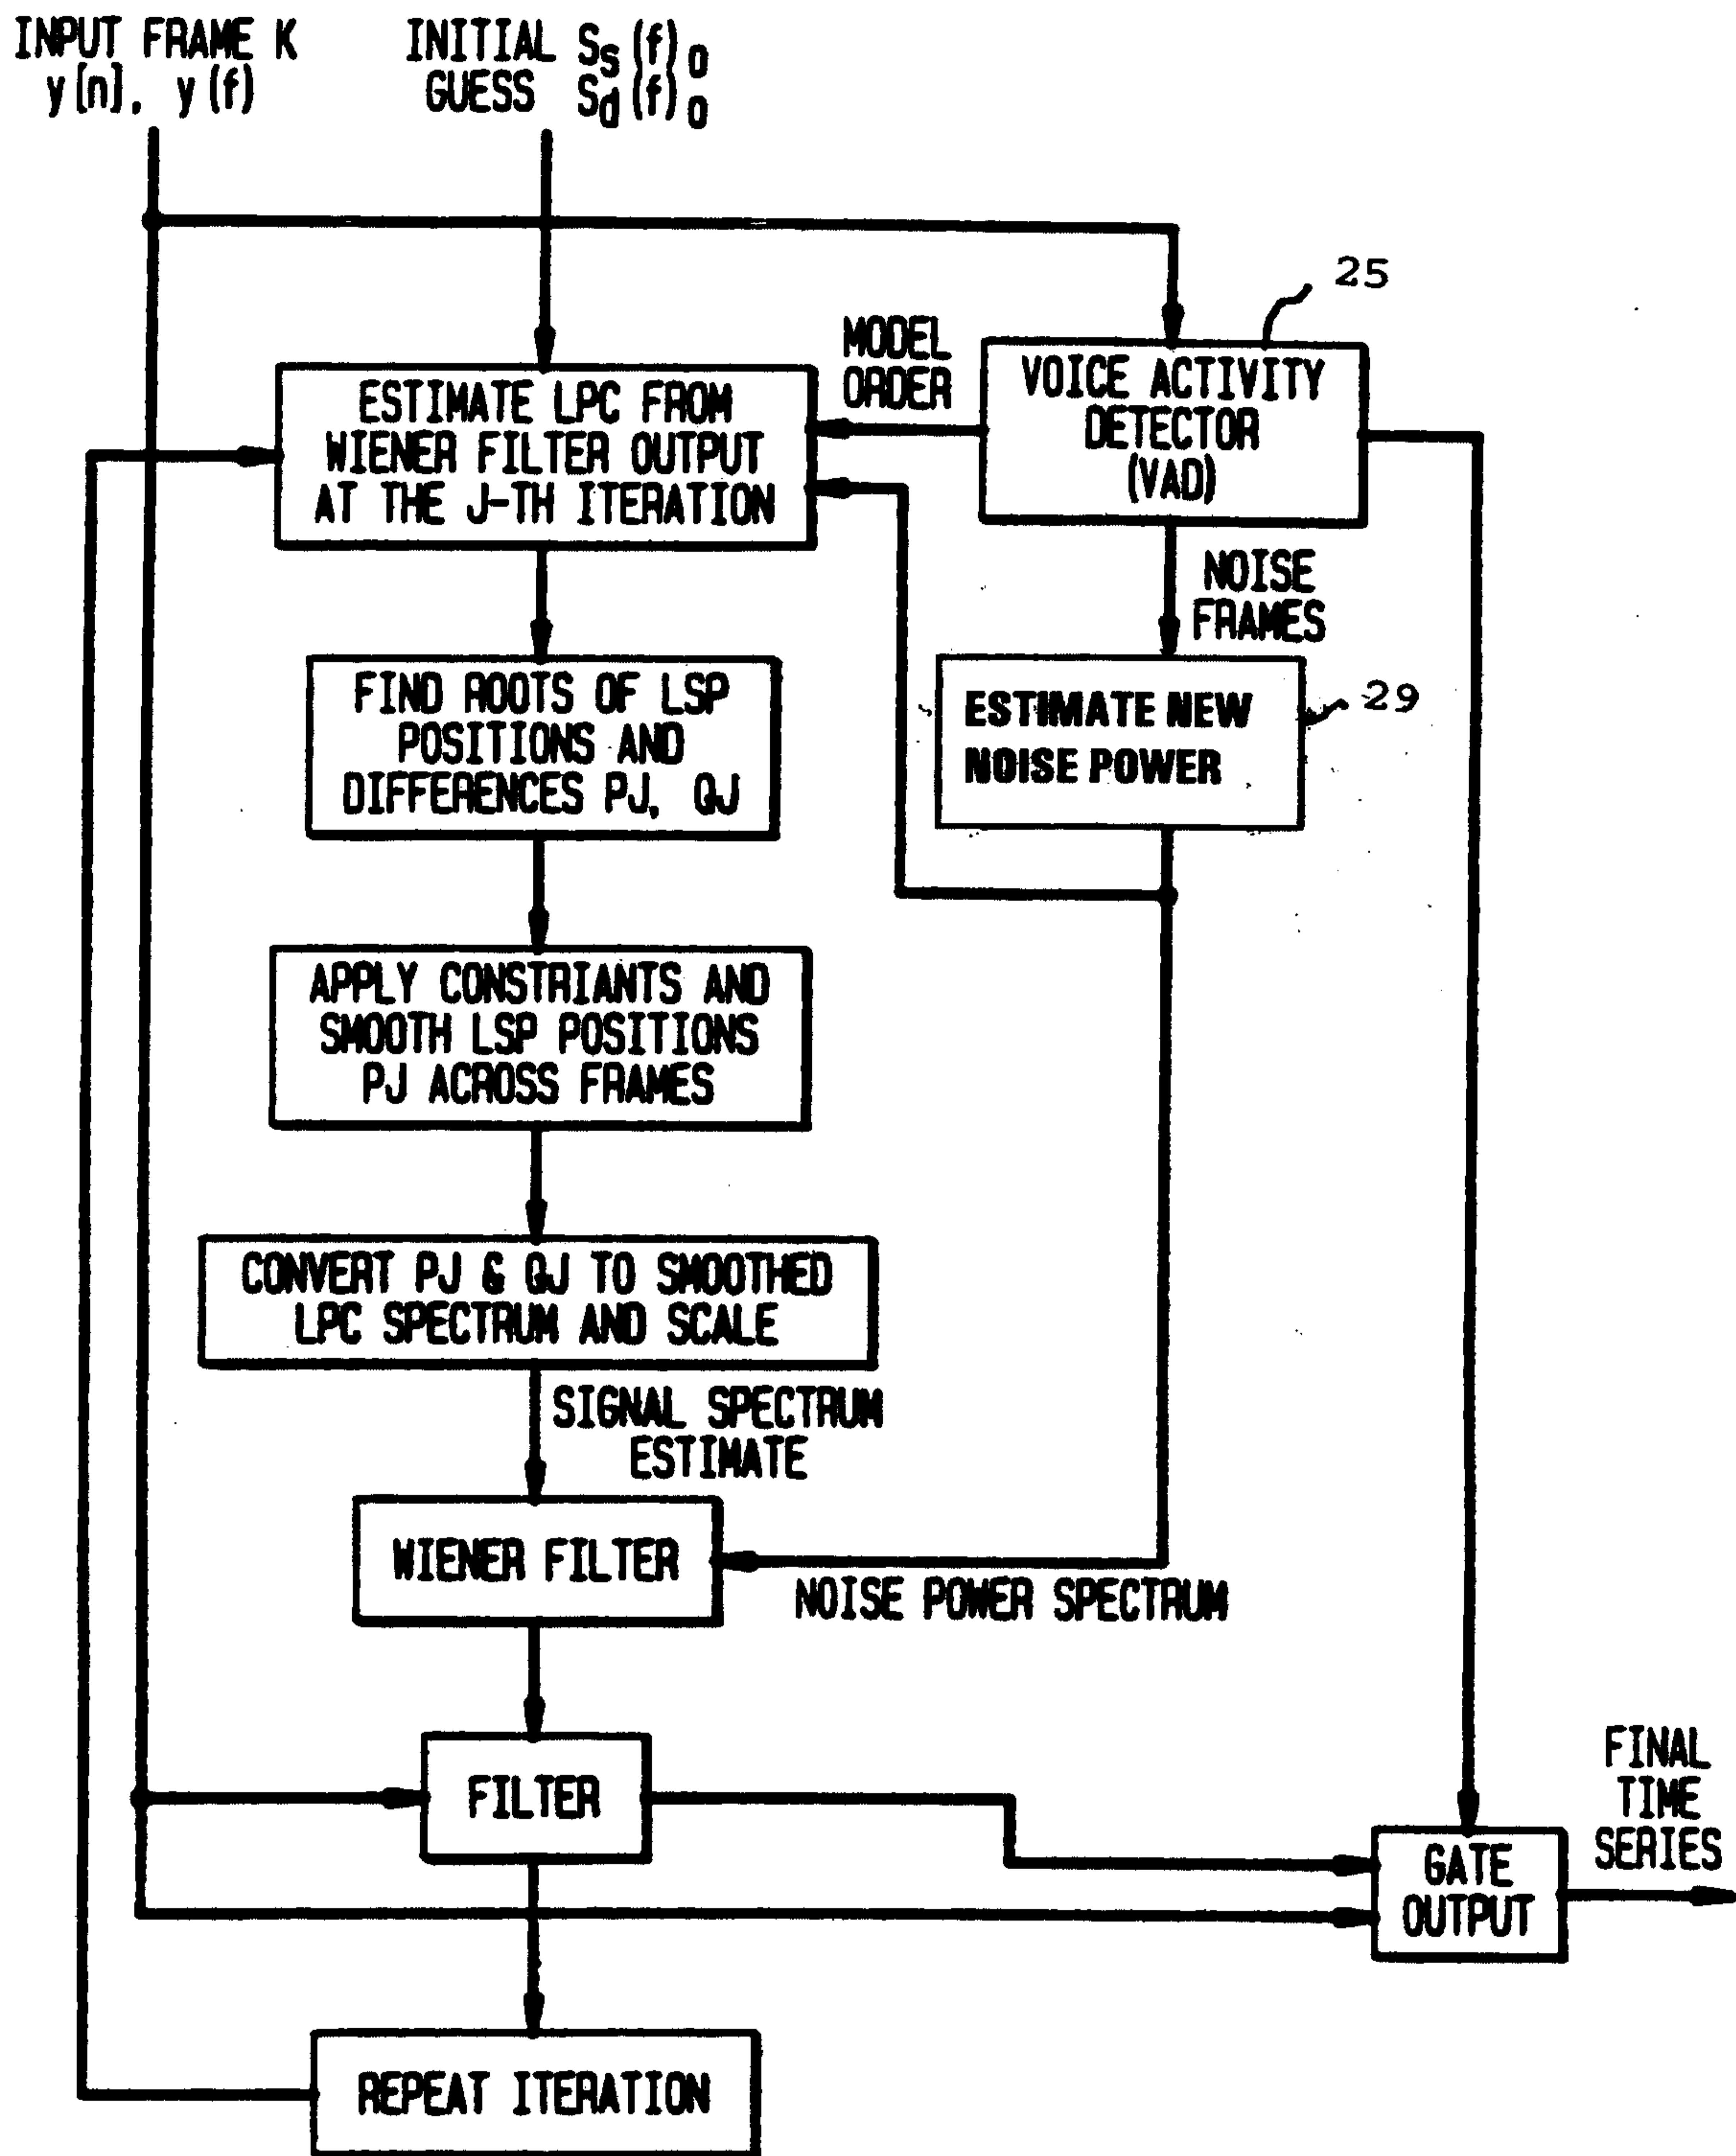 INPUT FRAME K
y[n], y(f)
INITIAL Ss(f)0
GUESS Sd(f)0
25
MODEL
ORDER
VOICE ACTIVITY
DETECTOR
(VAD)
ESTIMATE LPC FROM
WIENER FILTER OUTPUT
AT THE J-TH ITERATION
NOISE
FRAMES
FIND ROOTS OF LSP
POSITIONS AND
DIFFERENCES PJ, QJ
ESTIMATE NEW
NOISE POWER
29
APPLY CONSTRIANTS AND
SMOOTH LSP POSITIONS
PJ ACROSS FRAMES
CONVERT PJ & QJ TO SMOOTHED
LPC SPECTRUM AND SCALE
SIGNAL SPECTRUM
ESTIMATE
WIENER FILTER
NOISE POWER SPECTRUM
FILTER
FINAL
TIME
SERIES
GATE
OUTPUT
REPEAT ITERATION